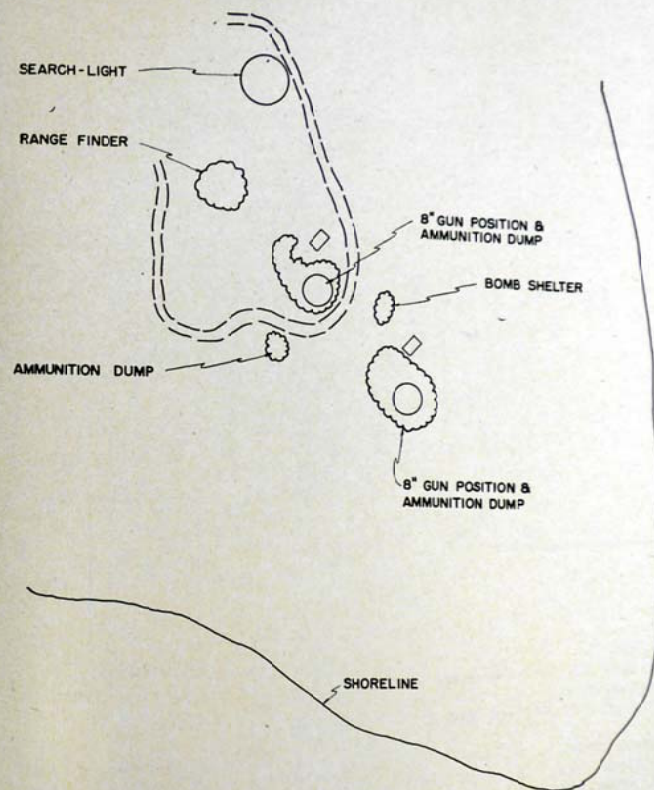 SEARCH-LIGHT
RANGE FINDER
8" GUN POSITION &
AMMUNITION DUMP
BOMB SHELTER
AMMUNITION DUMP
8" GUN POSITION &
AMMUNITION DUMP
SHORELINE